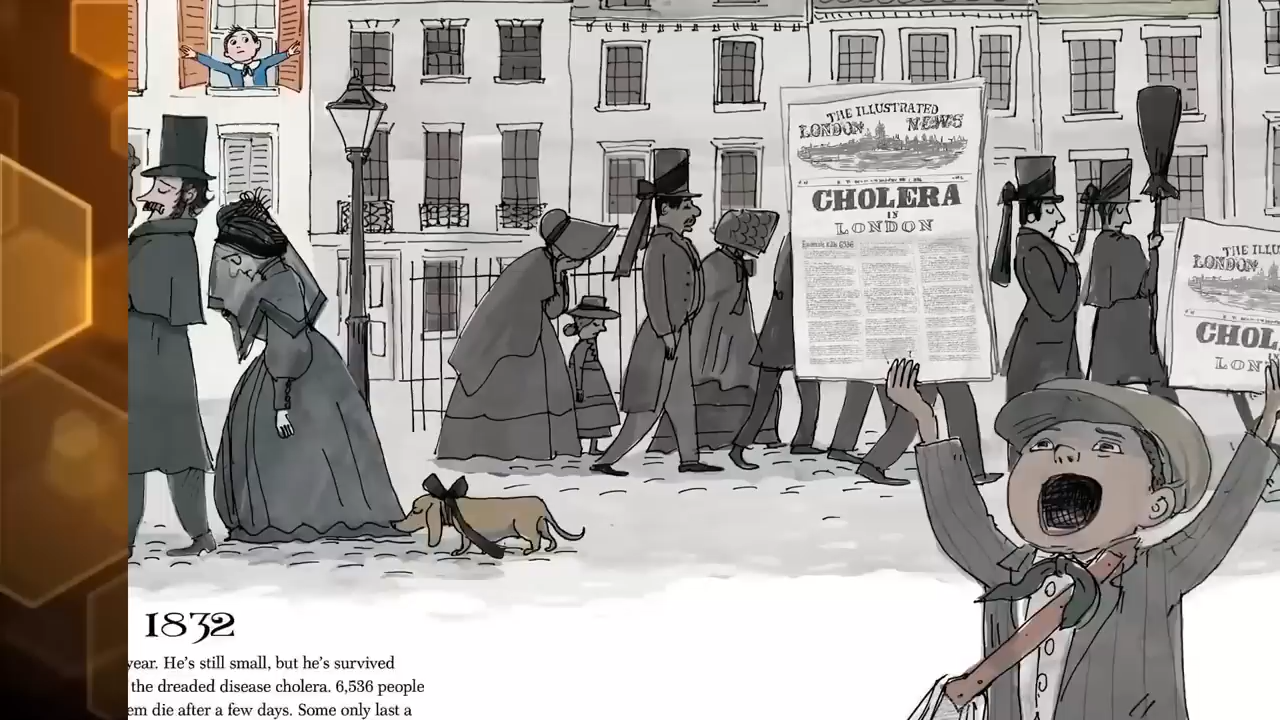 THE ILLUSTRATED
LONDON NEWS
CHOLERA
IN
LONDON
THE ILLU
LONDON
CHOL
LON
1832
year. He's still small, but he's survived
the dreaded disease cholera. 6,536 people
em die after a few days. Some only last a